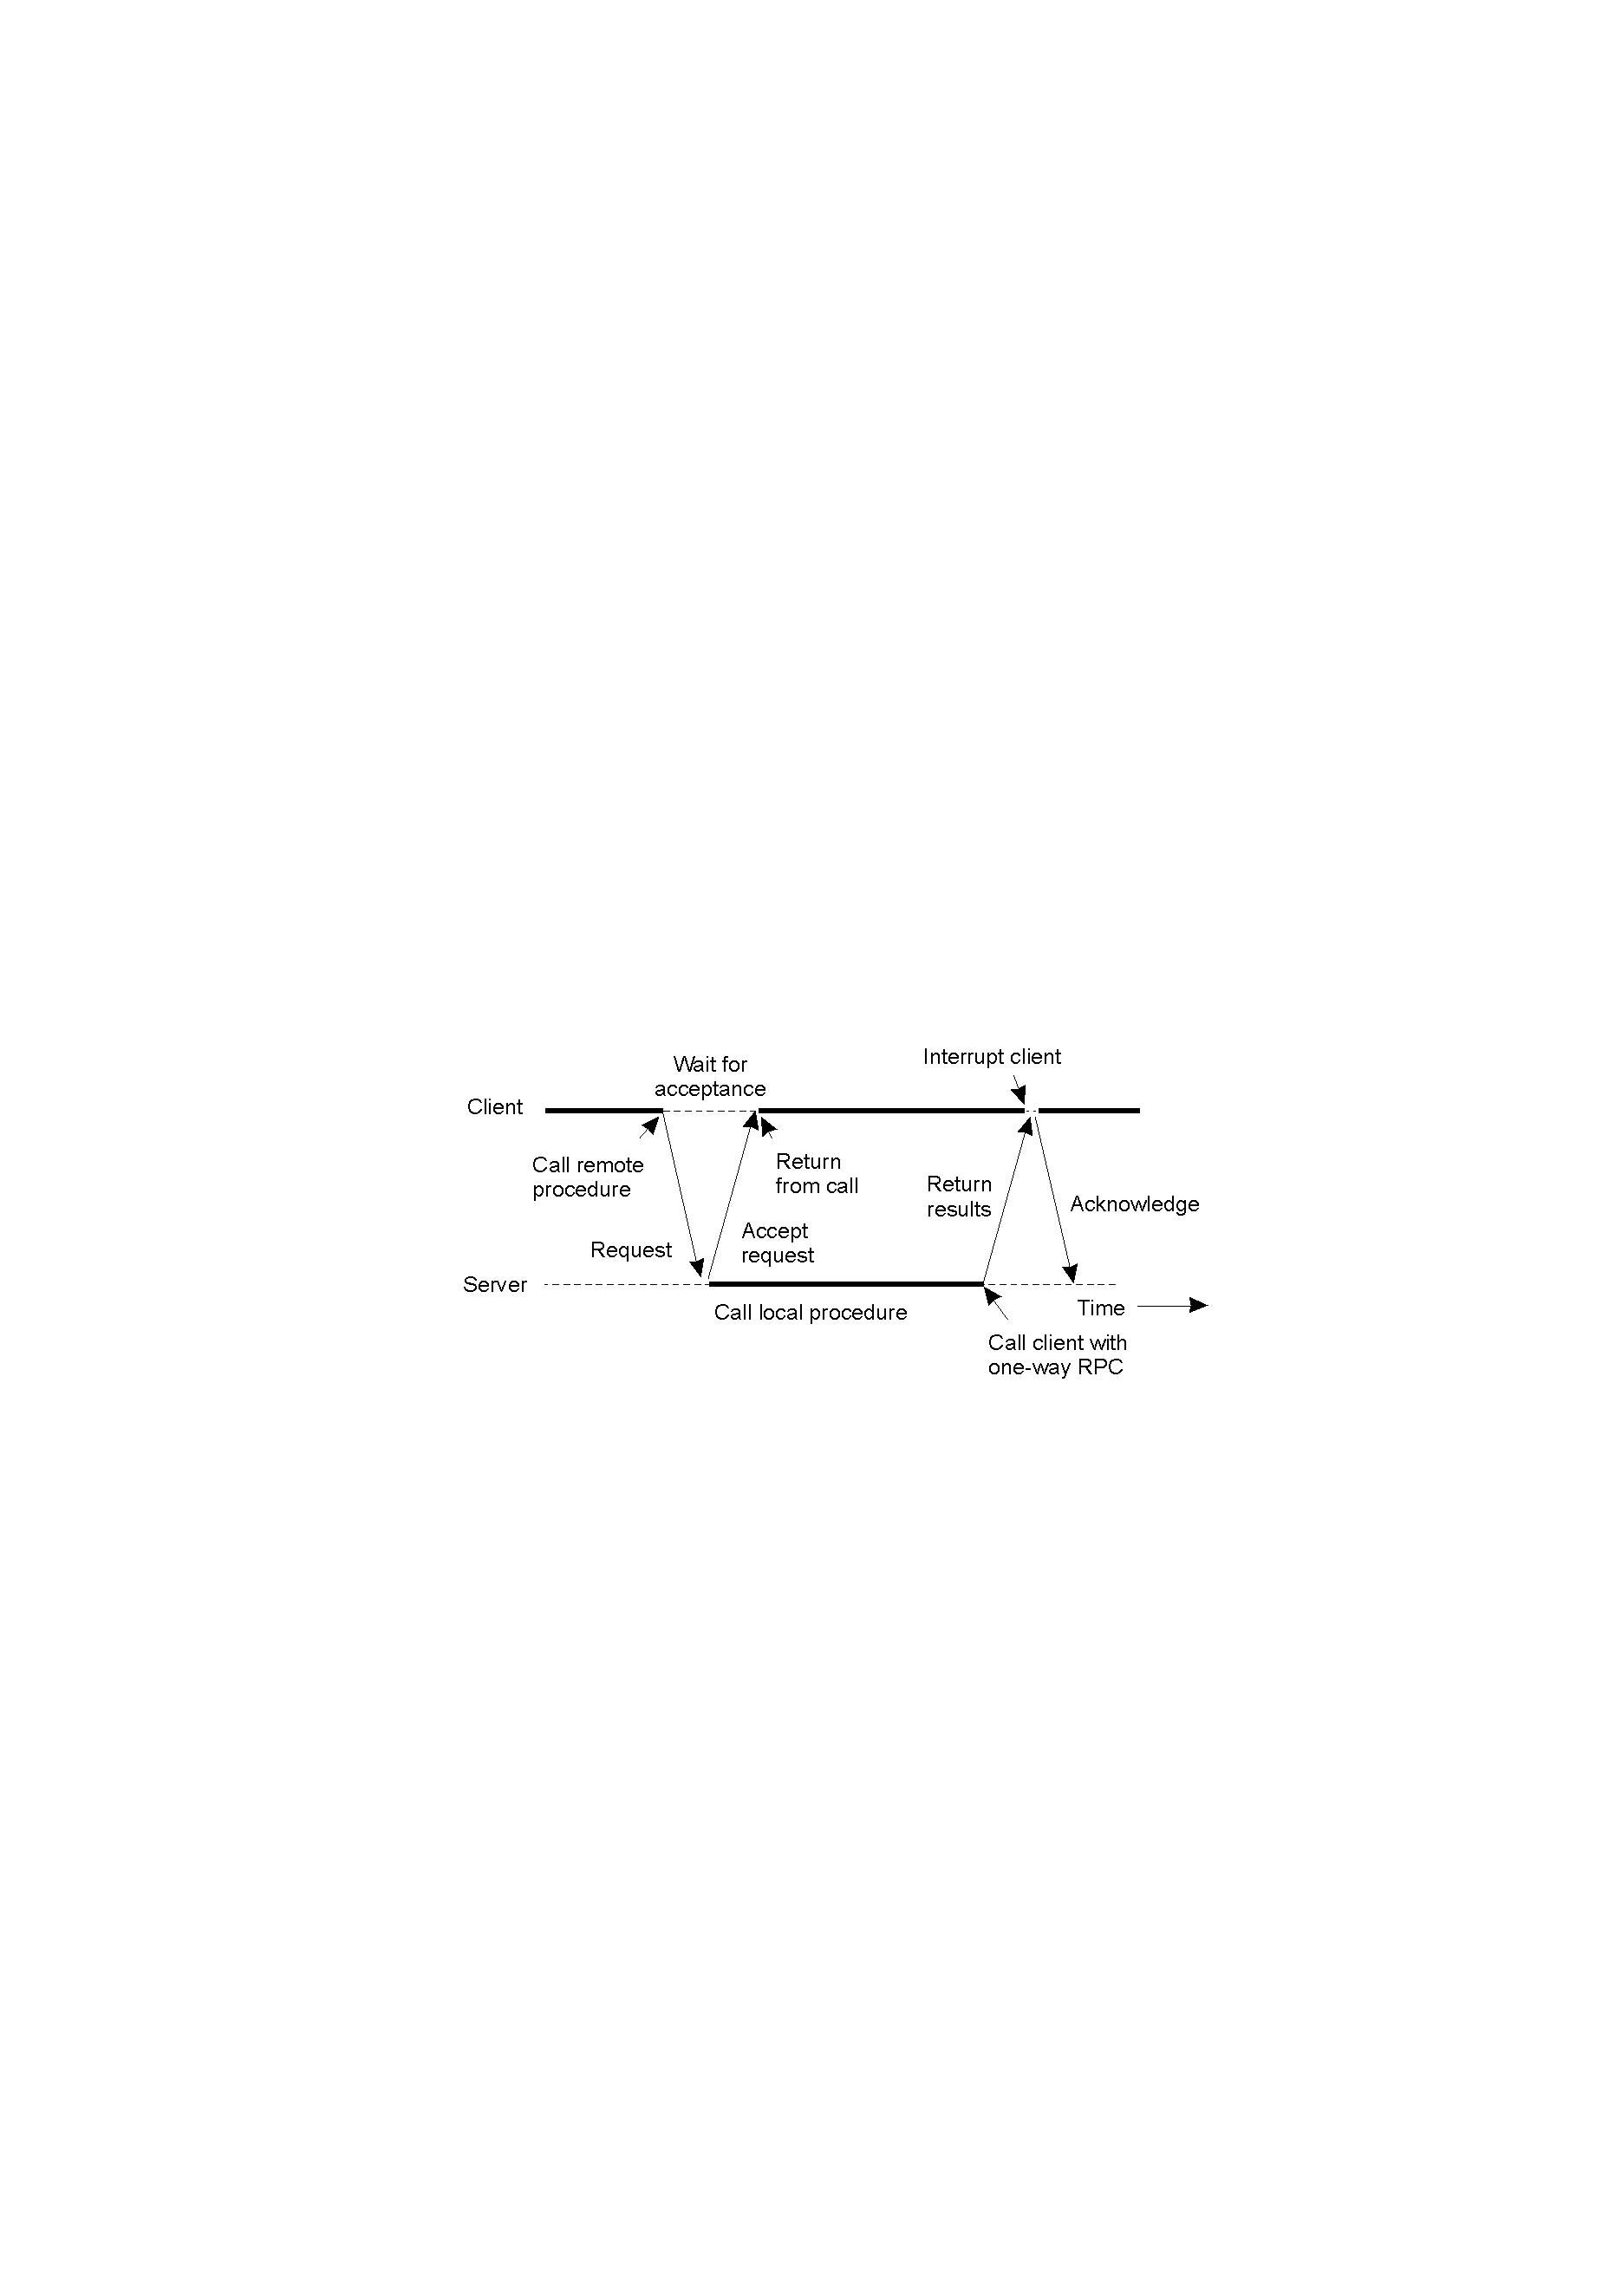 Interrupt client
Wait for
acceptance
Client
Call remote
procedure
Return
from call
Return
results
Acknowledge
Accept
request
Request
Server
Call local procedure
Time
Call client with
one-way RPC